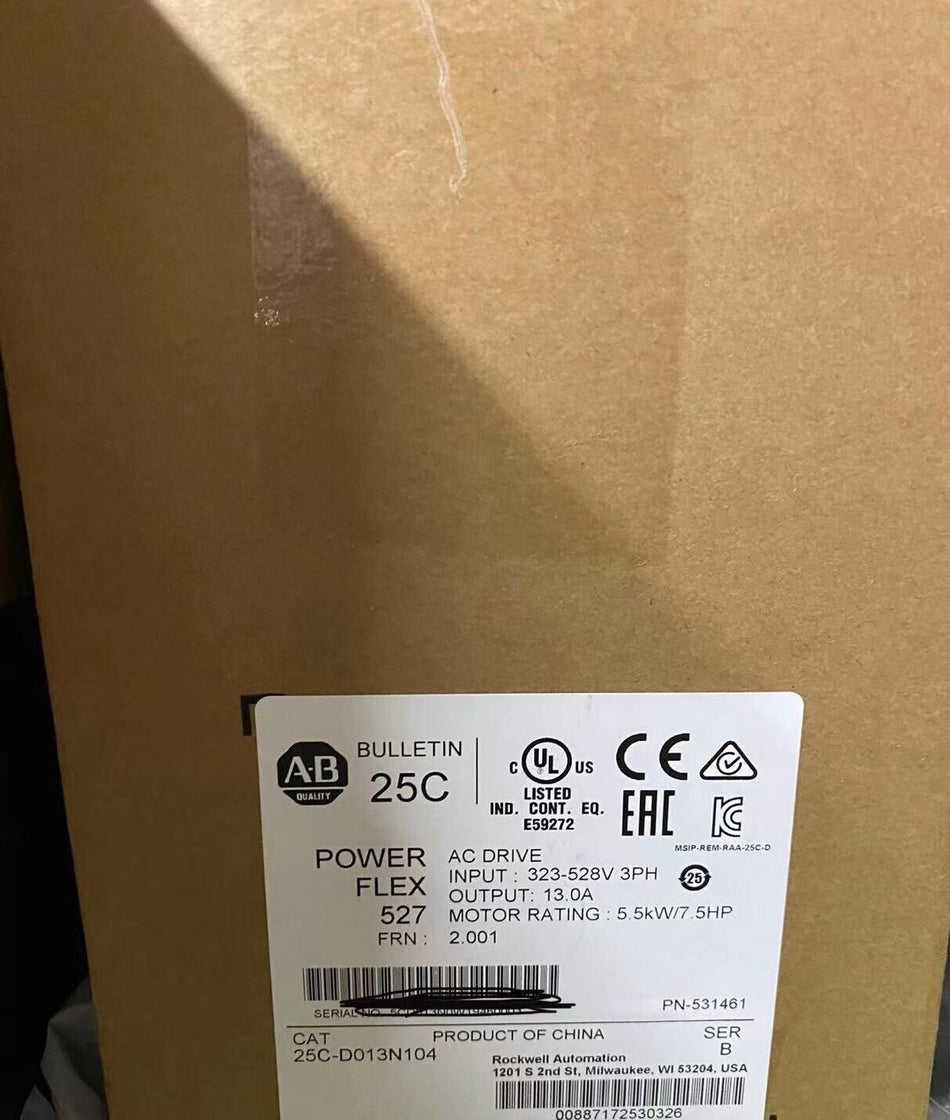 A-B
QUALITY
BULLETIN
25C
C UL US
LISTED
IND. CONT. EQ.
E59272
CE
EAC
KC
MSIP-REM-RAA-25C-D
POWER
FLEX
527
AC DRIVE
INPUT : 323-528V 3PH
25
OUTPUT: 13.0A
MOTOR RATING : 5.5kW/7.5HP
FRN : 2.001
SERIAL NO.
PN-531461
CAT
25C-D013N104
PRODUCT OF CHINA
SER
B
Rockwell Automation
1201 S 2nd St, Milwaukee, WI 53204, USA
00887172530326